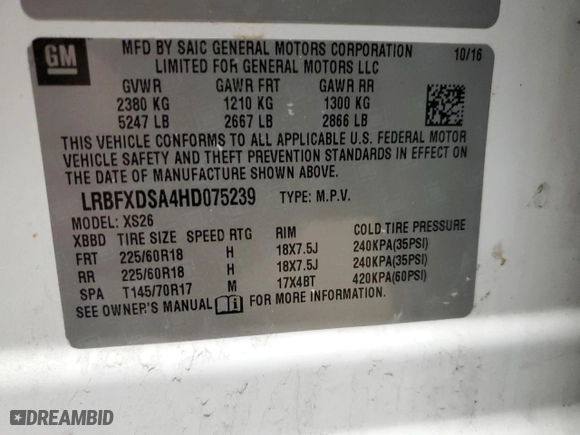 GM
MFD BY SAIC GENERAL MOTORS CORPORATION 10/16
LIMITED FOR GENERAL MOTORS LLC
GVWR GAWR FRT GAWR RR
2380 KG 1210 KG 1300 KG
5247 LB 2667 LB 2866 LB
THIS VEHICLE CONFORMS TO ALL APPLICABLE U.S. FEDERAL MOTOR
VEHICLE SAFETY AND THEFT PREVENTION STANDARDS IN EFFECT ON
THE DATE OF MANUFACTURE SHOWN ABOVE.
LRBFXDSA4HD075239 TYPE: M.P.V.
MODEL: XS26
XBBD TIRE SIZE SPEED RTG RIM COLD TIRE PRESSURE
FRT 225/60R18 H 18X7.5J 240KPA(35PSI)
RR 225/60R18 H 18X7.5J 240KPA(35PSI)
SPA T145/70R17 M 17X4BT 420KPA(60PSI)
SEE OWNER'S MANUAL FOR MORE INFORMATION.
DREAMBID